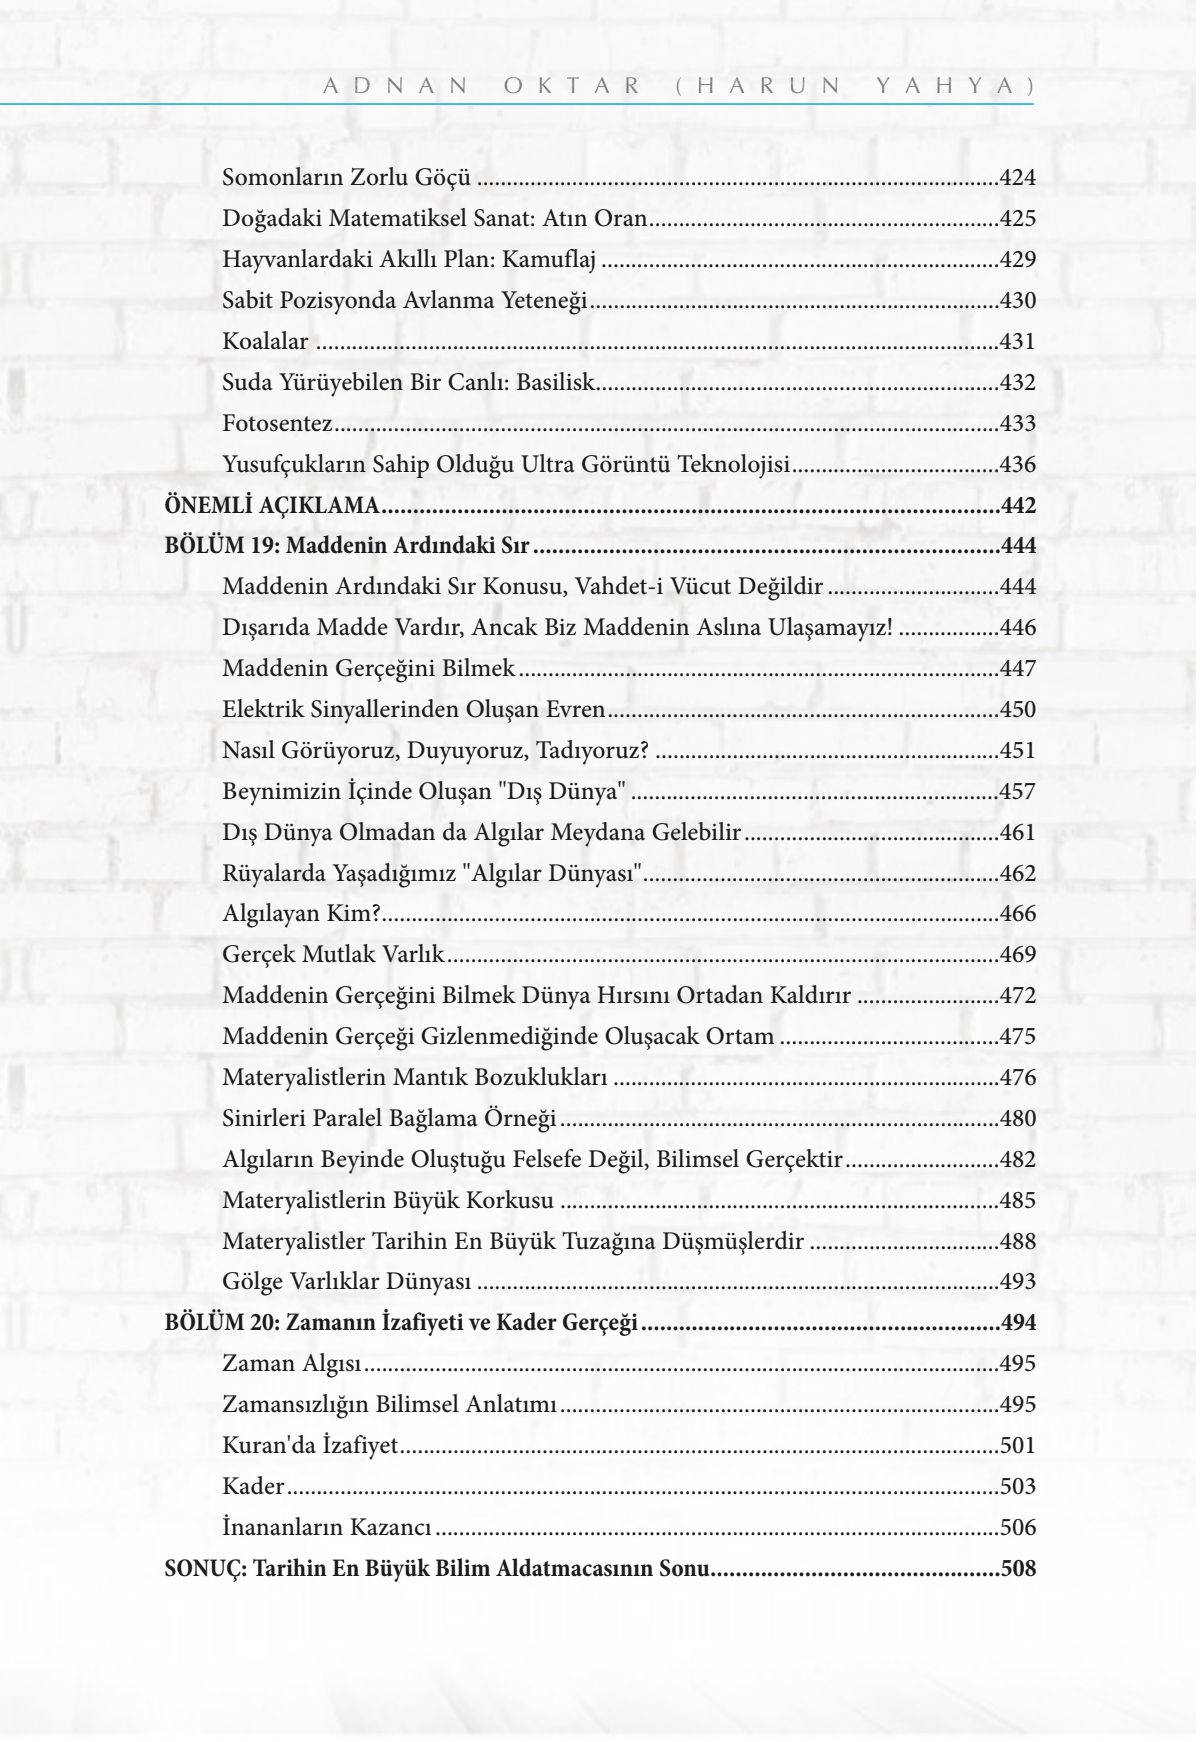 ADNAN OKTAR (HARUN YAHYA)
Somonların Zorlu Göçü ........................................................................................424
Doğadaki Matematiksel Sanat: Atın Oran...........................................................425
Hayvanlardaki Akıllı Plan: Kamuflaj ...................................................................429
Sabit Pozisyonda Avlanma Yeteneği.....................................................................430
Koalalar ...................................................................................................................431
Suda Yürüyebilen Bir Canlı: Basilisk....................................................................432
Fotosentez................................................................................................................433
Yusufçukların Sahip Olduğu Ultra Görüntü Teknolojisi...................................436
ÖNEMLİ AÇIKLAMA..................................................................................................442
BÖLÜM 19: Maddenin Ardındaki Sır..........................................................................444
Maddenin Ardındaki Sır Konusu, Vahdet-i Vücut Değildir .............................444
Dışarıda Madde Vardır, Ancak Biz Maddenin Aslına Ulaşamayız! .................446
Maddenin Gerçeğini Bilmek.................................................................................447
Elektrik Sinyallerinden Oluşan Evren..................................................................450
Nasıl Görüyoruz, Duyuyoruz, Tadıyoruz? ..........................................................451
Beynimizin İçinde Oluşan "Dış Dünya" ..............................................................457
Dış Dünya Olmadan da Algılar Meydana Gelebilir...........................................461
Rüyalarda Yaşadığımız "Algılar Dünyası"............................................................462
Algılayan Kim?........................................................................................................466
Gerçek Mutlak Varlık.............................................................................................469
Maddenin Gerçeğini Bilmek Dünya Hırsını Ortadan Kaldırır ........................472
Maddenin Gerçeği Gizlenmediğinde Oluşacak Ortam .....................................475
Materyalistlerin Mantık Bozuklukları .................................................................476
Sinirleri Paralel Bağlama Örneği..........................................................................480
Algıların Beyinde Oluştuğu Felsefe Değil, Bilimsel Gerçektir..........................482
Materyalistlerin Büyük Korkusu ..........................................................................485
Materyalistler Tarihin En Büyük Tuzağına Düşmüşlerdir ................................488
Gölge Varlıklar Dünyası ........................................................................................493
BÖLÜM 20: Zamanın İzafiyeti ve Kader Gerçeği.........................................................494
Zaman Algısı...........................................................................................................495
Zamansızlığın Bilimsel Anlatımı..........................................................................495
Kuran'da İzafiyet.....................................................................................................501
Kader........................................................................................................................503
İnananların Kazancı...............................................................................................506
SONUÇ: Tarihin En Büyük Bilim Aldatmacasının Sonu..............................................508